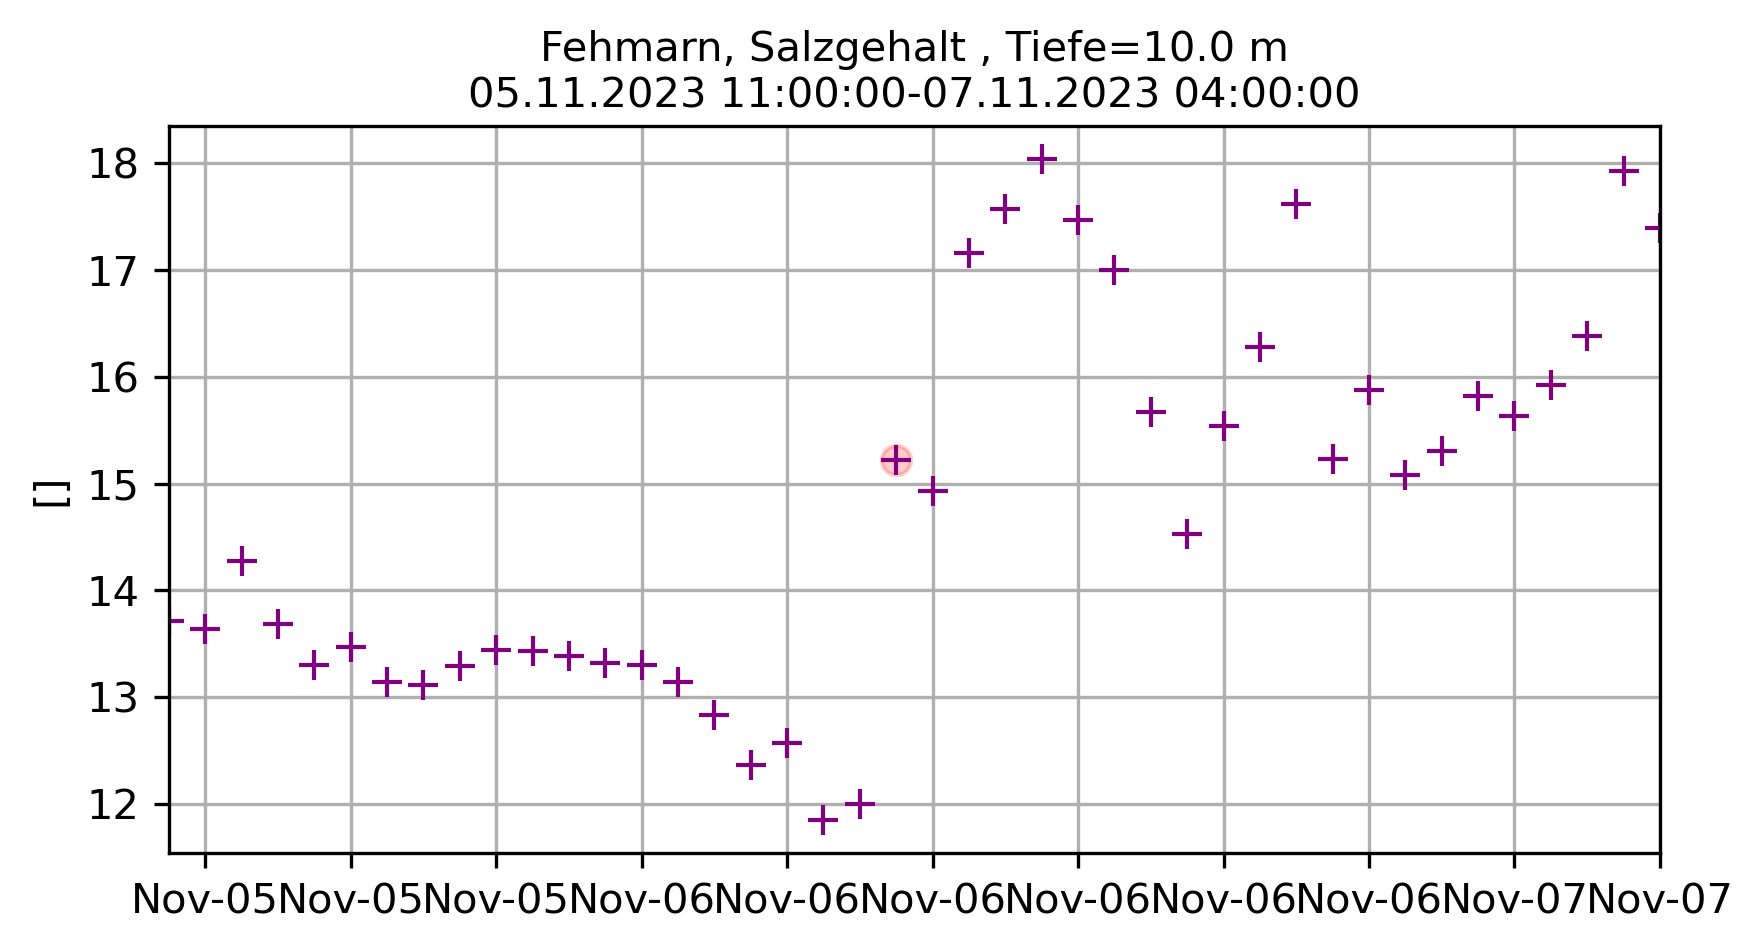 Fehmarn, Salzgehalt , Tiefe=10.0 m
05.11.2023 11:00:00-07.11.2023 04:00:00
18
17
16
15
14
13
12
[]
Nov-05Nov-05Nov-05Nov-06Nov-06Nov-06Nov-06Nov-06Nov-06Nov-07Nov-07